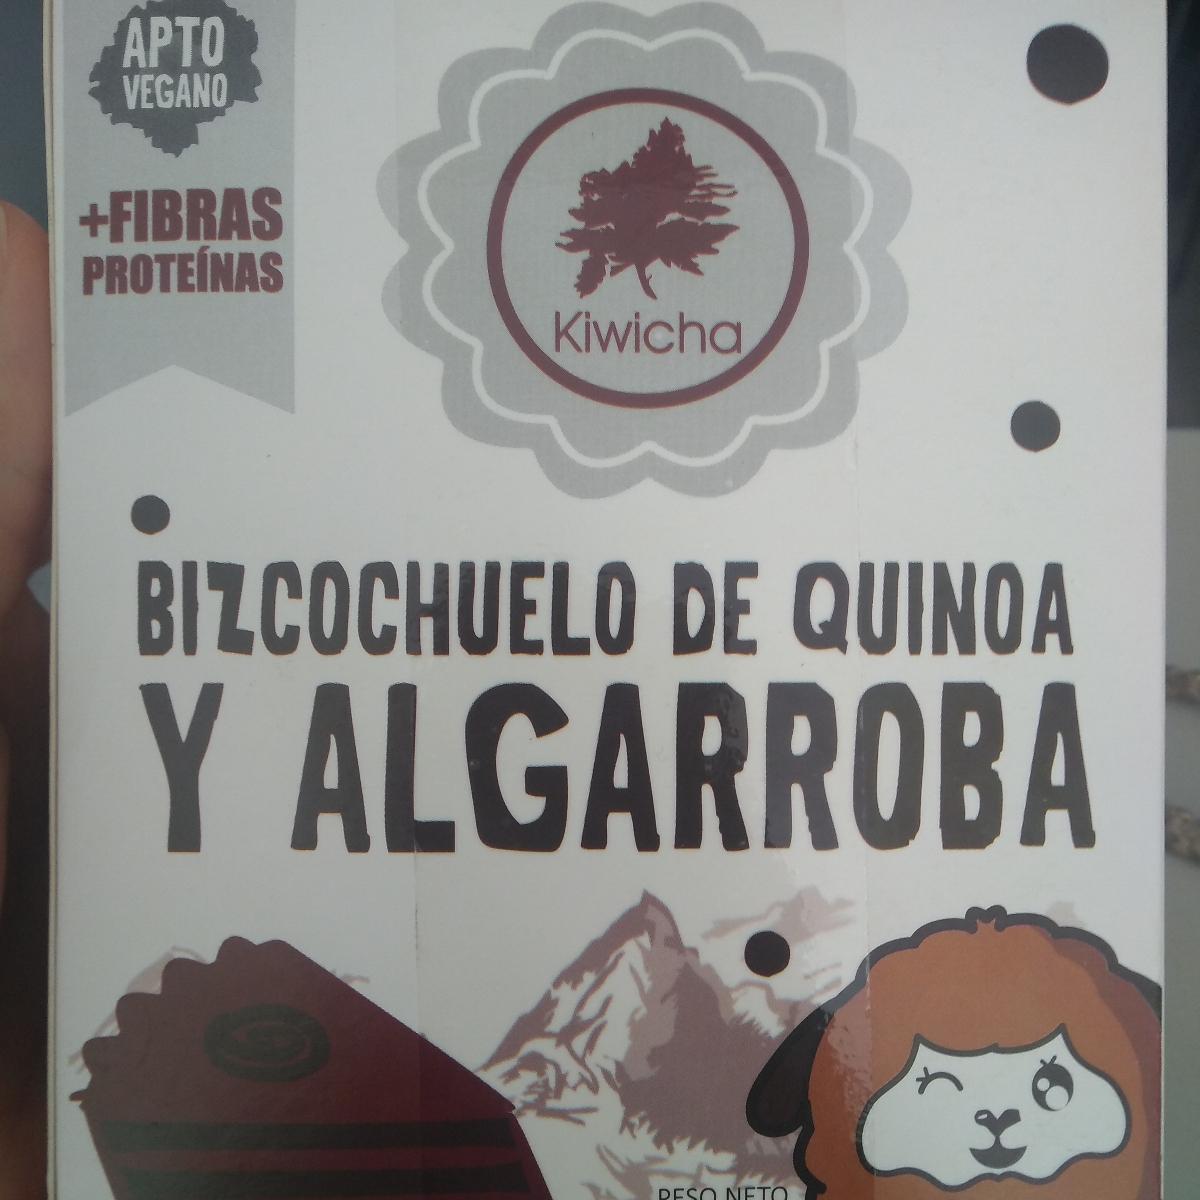 APTO
VEGANO
+FIBRAS
PROTEÍNAS
Kiwicha
BIZCOCHUELO DE QUINOA
Y ALGARROBA
PESO NETO